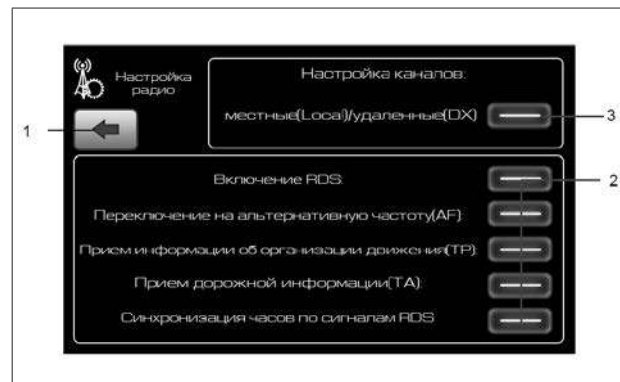 Настройка
радио
Настройка каналов:
местные(Local)/удаленные(DX)
1
3
Включение RDS:
2
Переключение на альтернативную частоту(AF):
Прием информации об организации движения(TP):
Прием дорожной информации(TA):
Синхронизация часов по сигналам RDS